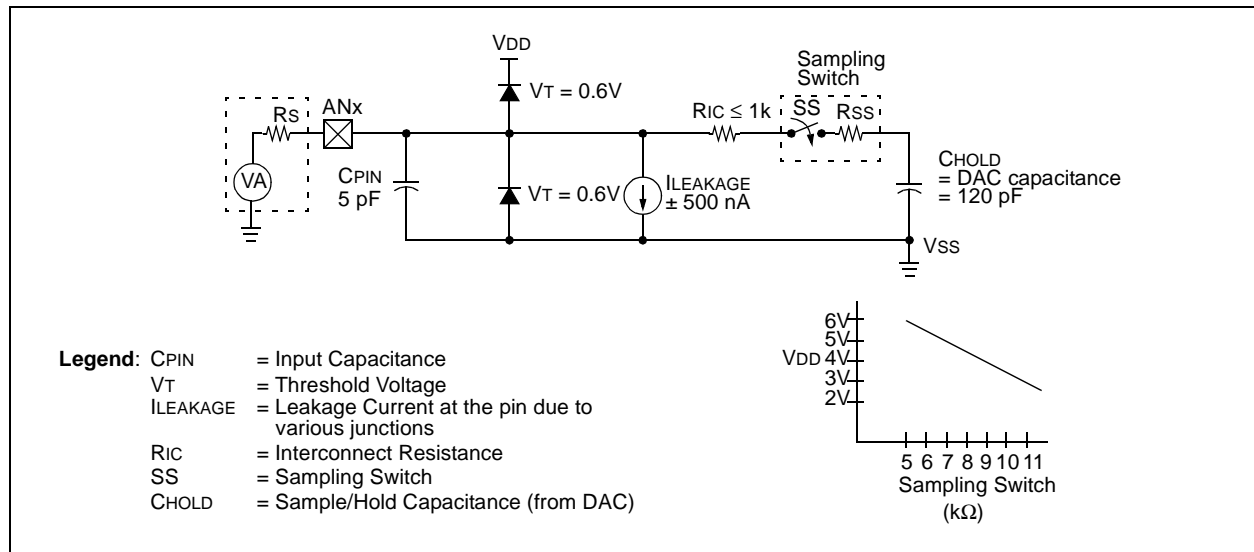 VDD
Sampling
Switch
VT = 0.6V
RS
ANx
RIC ≤ 1k
SS
RSS
VA
CPIN
5 pF
VT = 0.6V
ILEAKAGE
± 500 nA
CHOLD
= DAC capacitance
= 120 pF
VSS
6V
5V
VDD 4V
3V
2V
5 6 7 8 9 10 11
Sampling Switch
(kΩ)
Legend: CPIN = Input Capacitance
VT = Threshold Voltage
ILEAKAGE = Leakage Current at the pin due to
various junctions
RIC = Interconnect Resistance
SS = Sampling Switch
CHOLD = Sample/Hold Capacitance (from DAC)